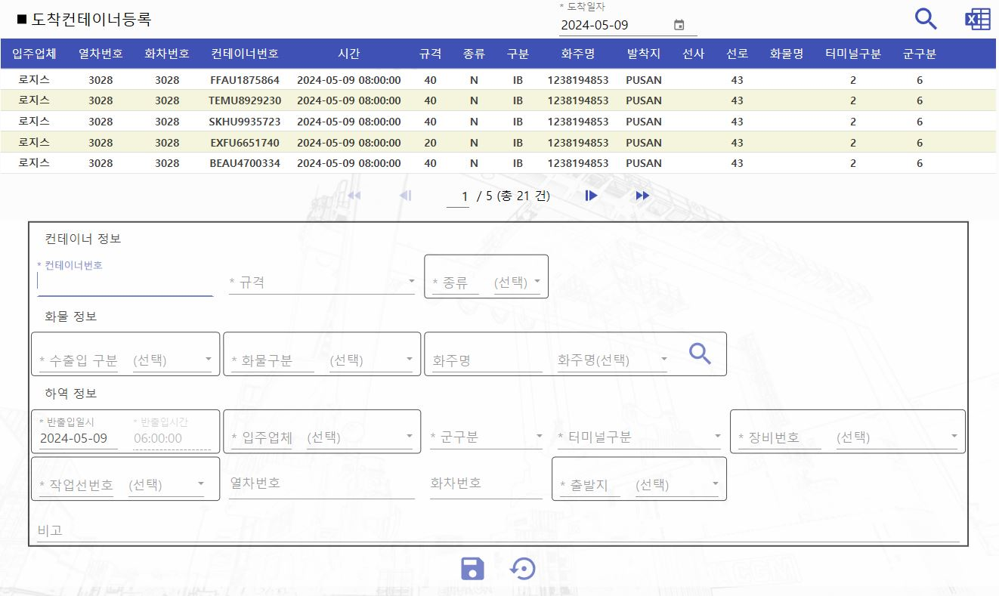 ■ 도착컨테이너등록
* 도착일자
2024-05-09
입주업체 열차번호 화차번호 컨테이너번호 시간 규격 종류 구분 화주명 발착지 선사 선로 화물명 터미널구분 군구분
로지스 3028 3028 FFAU1875864 2024-05-09 08:00:00 40 N IB 1238194853 PUSAN 43 2 6
로지스 3028 3028 TEMU8929230 2024-05-09 08:00:00 40 N IB 1238194853 PUSAN 43 2 6
로지스 3028 3028 SKHU9935723 2024-05-09 08:00:00 40 N IB 1238194853 PUSAN 43 2 6
로지스 3028 3028 EXFU6651740 2024-05-09 08:00:00 20 N IB 1238194853 PUSAN 43 2 6
로지스 3028 3028 BEAU4700334 2024-05-09 08:00:00 40 N IB 1238194853 PUSAN 43 2 6
1 / 5 (총 21 건)
컨테이너 정보
* 컨테이너번호
* 규격 * 종류 (선택)
화물 정보
* 수출입 구분 (선택) * 화물구분 (선택) 화주명 화주명(선택)
하역 정보
* 반출입일시 * 반출입시간
2024-05-09 06:00:00 * 입주업체 (선택) * 군구분 * 터미널구분 * 장비번호 (선택)
* 작업선번호 (선택) 열차번호 화차번호 * 출발지 (선택)
비고